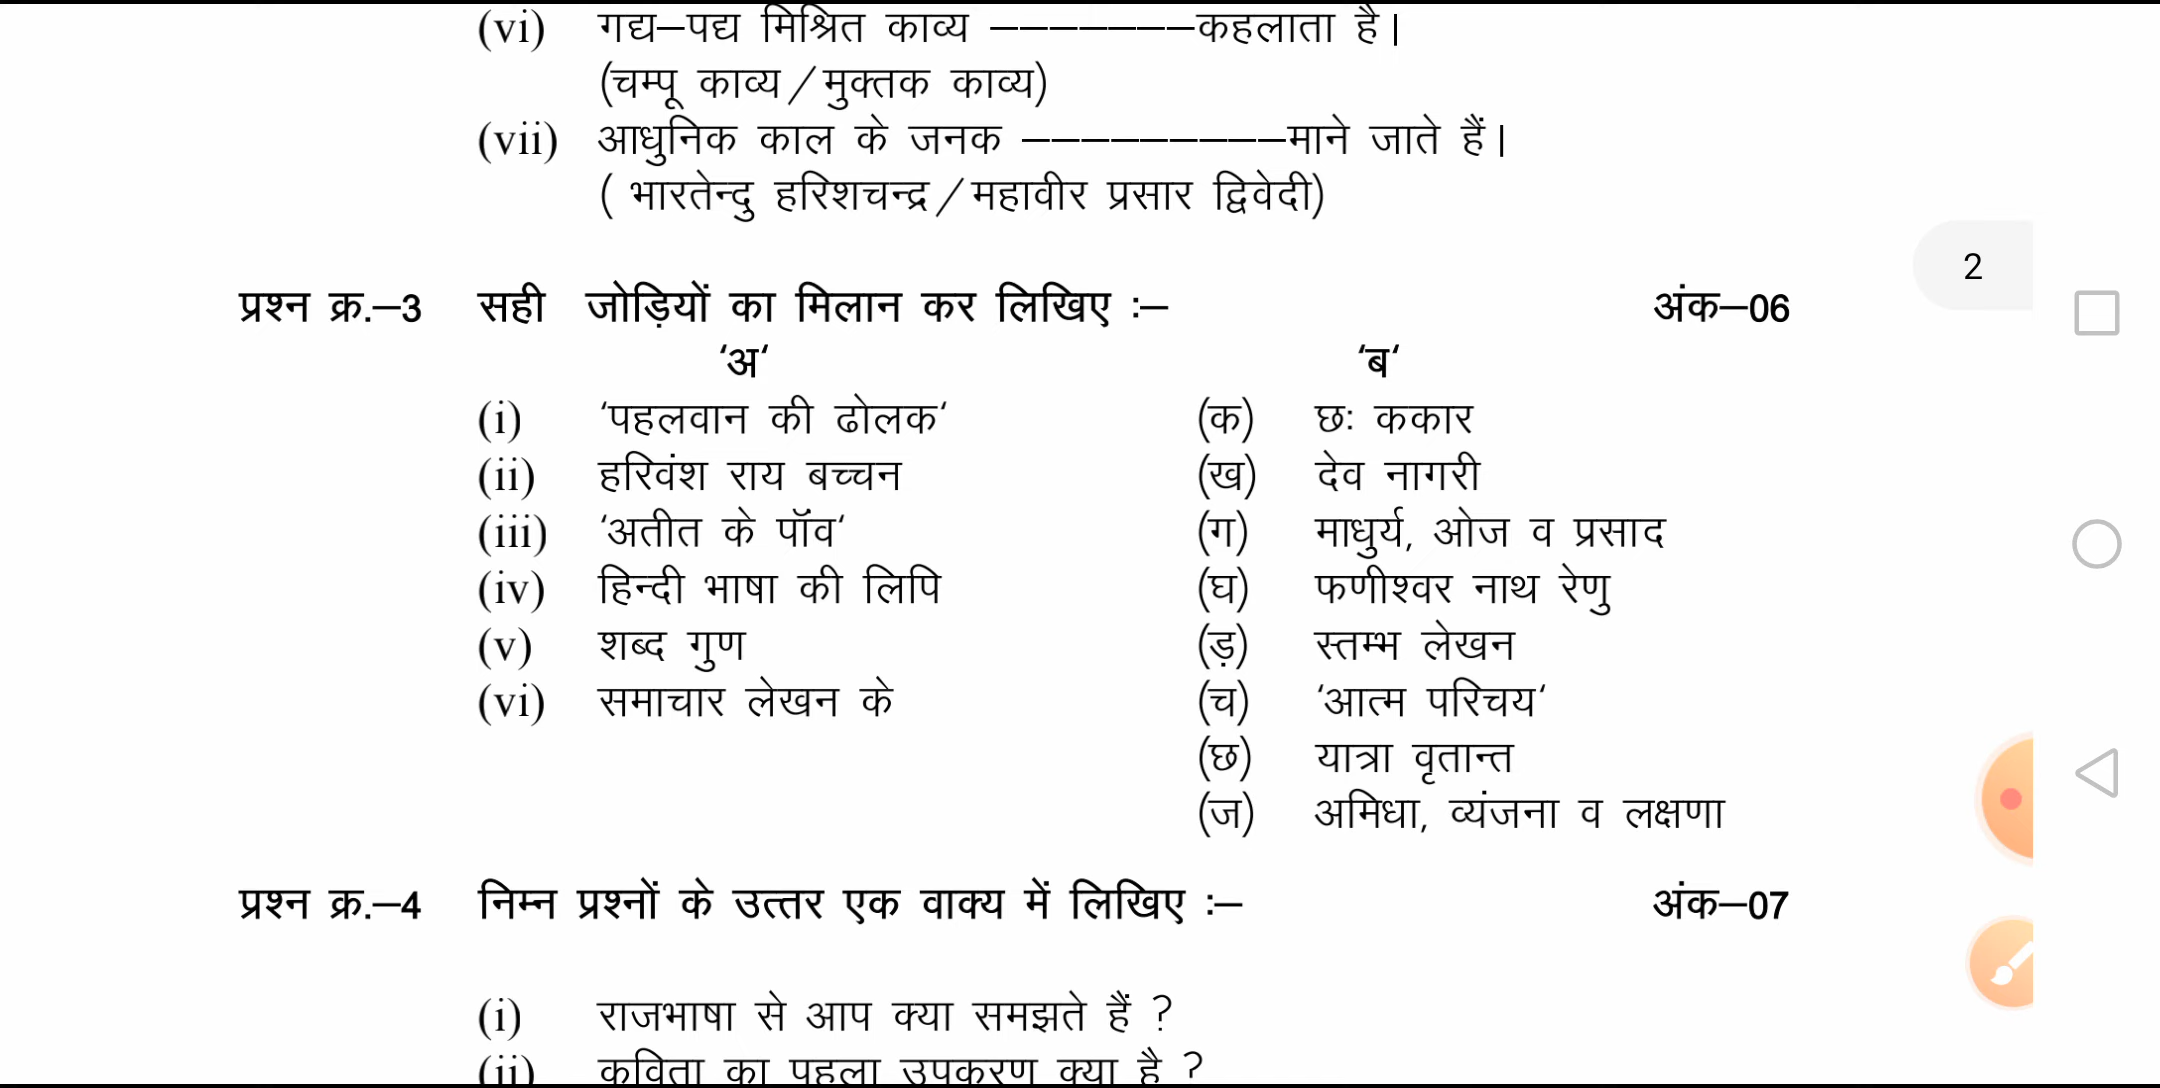 (vi) गद्य–पद्य मिश्रित काव्य –––––––कहलाता है।
(चम्पू काव्य/मुक्तक काव्य)
(vii) आधुनिक काल के जनक –––––––––माने जाते हैं।
( भारतेन्दु हरिशचन्द्र/महावीर प्रसार द्विवेदी)
2
प्रश्न क्र.–3 सही जोड़ियों का मिलान कर लिखिए :– अंक–06
‘अ‘ ‘ब‘
(i) ‘पहलवान की ढोलक‘ (क) छः ककार
(ii) हरिवंश राय बच्चन (ख) देव नागरी
(iii) ‘अतीत के पॉंव‘ (ग) माधुर्य, ओज व प्रसाद
(iv) हिन्दी भाषा की लिपि (घ) फणीश्वर नाथ रेणु
(v) शब्द गुण (ड़) स्तम्भ लेखन
(vi) समाचार लेखन के (च) ‘आत्म परिचय‘
(छ) यात्रा वृतान्त
(ज) अमिधा, व्यंजना व लक्षणा
प्रश्न क्र.–4 निम्न प्रश्नों के उत्तर एक वाक्य में लिखिए :– अंक–07
(i) राजभाषा से आप क्या समझते हैं ?
(ii) कविता का पहला उपकरण क्या है ?